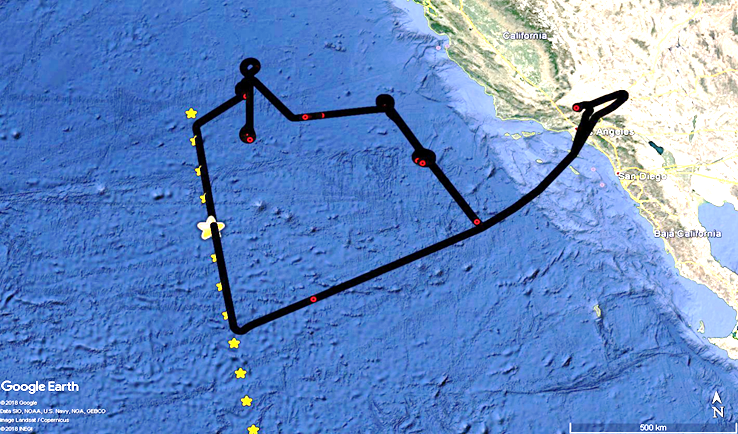 California
Angeles
San Diego
Baja California
Google Earth
©2018 Google
Data SIO, NOAA, U.S. Navy, NGA, GEBCO
Image Landsat / Copernicus
©2018 INEGI
N
500 km